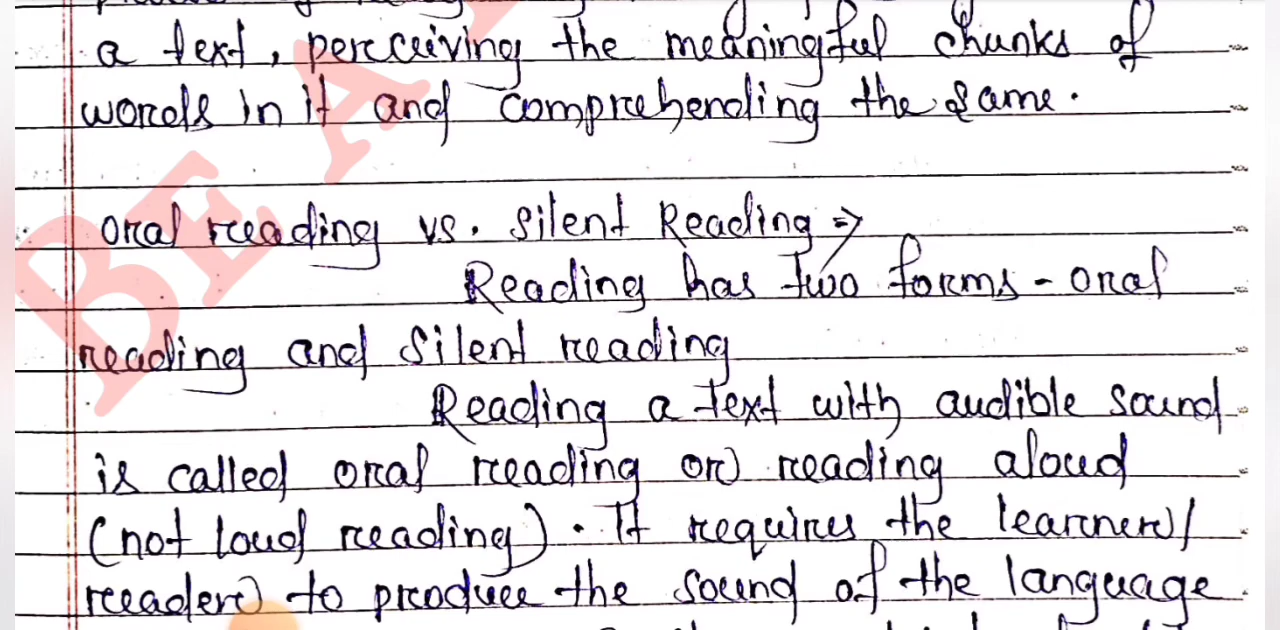 a text, perceiving the meaningful chunks of
words in it and comprehending the same.
Oral reading vs. Silent Reading ⇒
Reading has two forms - oral
reading and silent reading
Reading a text with audible sound
is called oral reading or reading aloud
(not loud reading). It requires the learner/
reader to produce the sound of the language
BEA